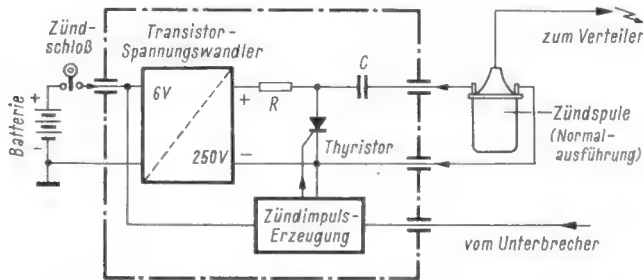 Zünd-
schloß
Transistor-
Spannungswandler
zum Verteiler
Batterie
+
-
6V
250V
+
-
R
C
Thyristor
Zündspule
(Normal-
ausführung)
Zündimpuls-
Erzeugung
vom Unterbrecher